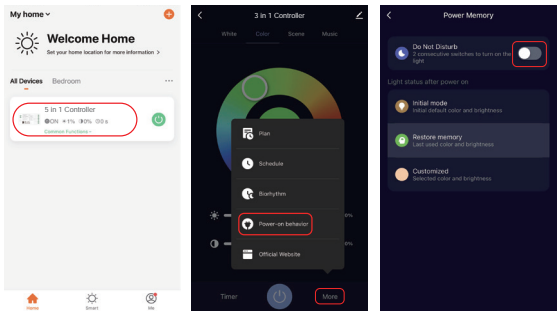 My home
Welcome Home
Set your home location for more information >
All Devices Bedroom
5 in 1 Controller
ON 1% 0% 0 s
Common Functions
Home
Smart
Me
3 in 1 Controller
White Color Scene Music
Plan
Schedule
Biorhythm
Power-on behavior
Official Website
0%
0%
Timer
More
Power Memory
Do Not Disturb
2 consecutive switches to turn on the light
Light status after power on
Initial mode
Initial default color and brightness
Restore memory
Last used color and brightness
Customized
Selected color and brightness